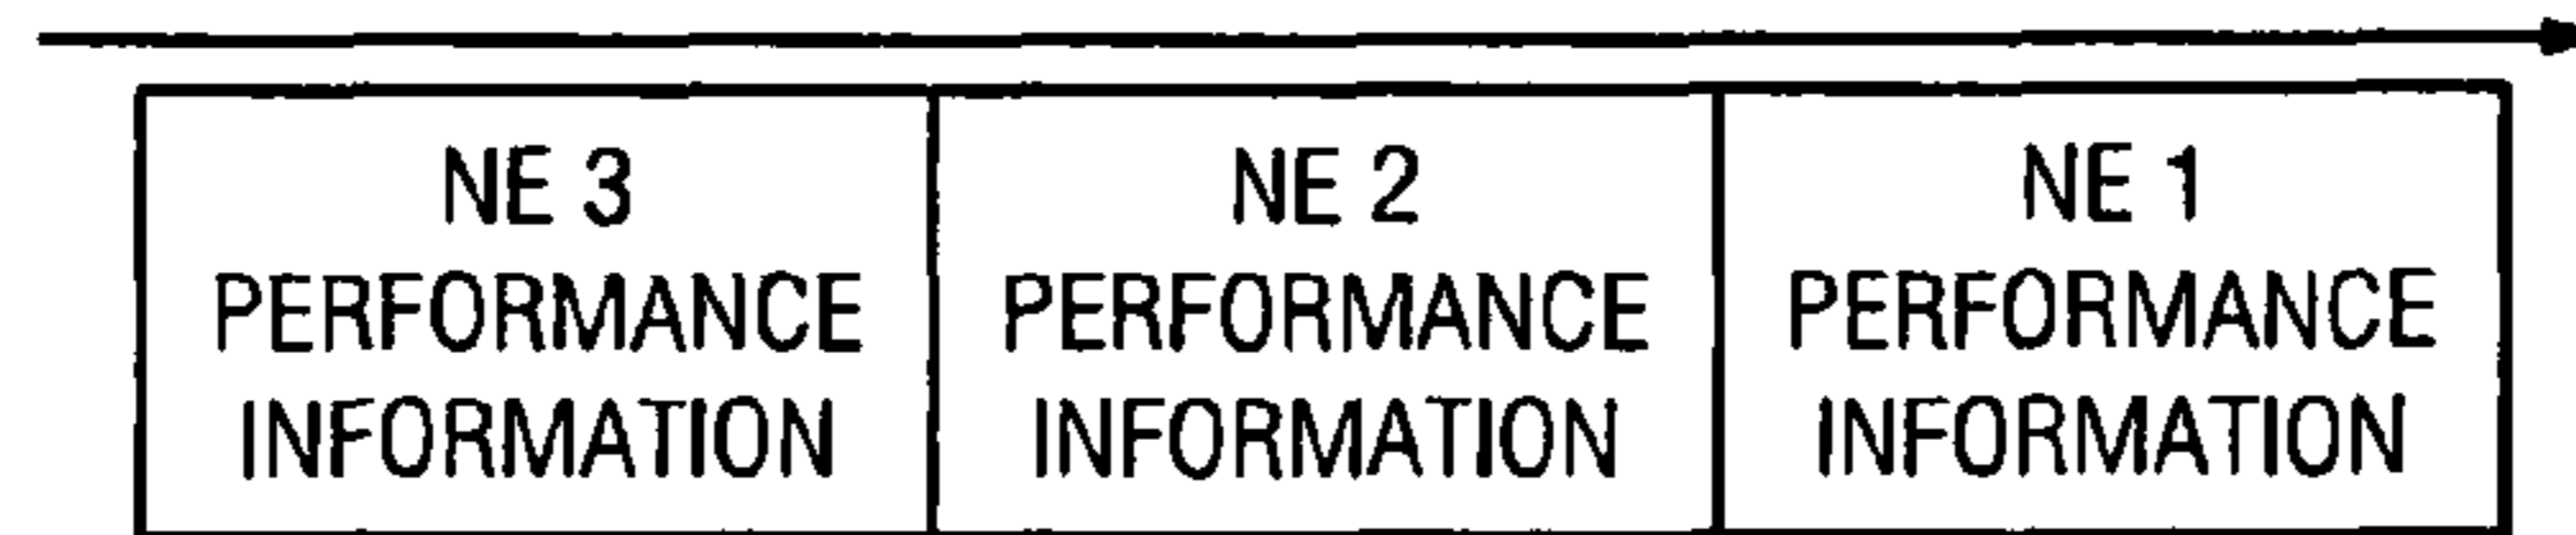 NE 3
PERFORMANCE
INFORMATION
NE 2
PERFORMANCE
INFORMATION
NE 1
PERFORMANCE
INFORMATION